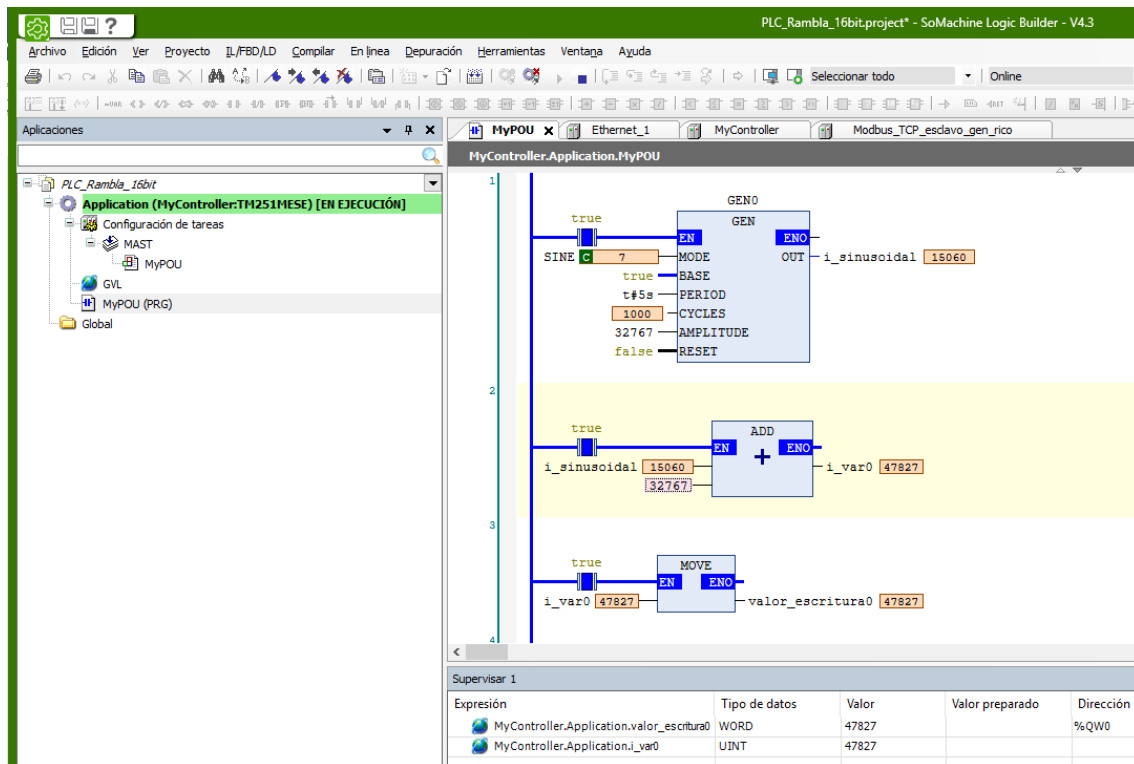 PLC_Rambla_16bit.project* - SoMachine Logic Builder - V4.3
Archivo Edición Ver Proyecto IL/FBD/LD Compilar En línea Depuración Herramientas Ventana Ayuda
Seleccionar todo Online
Aplicaciones
PLC_Rambla_16bit
Application (MyController:TM251MESE) [EN EJECUCIÓN]
Configuración de tareas
MAST
MyPOU
GVL
MyPOU (PRG)
Global
MyPOU Ethernet_1 MyController Modbus_TCP_esclavo_gen_rico
MyController.Application.MyPOU
1
GEN0
true GEN
EN ENO
SINE C 7 MODE OUT i_sinusoidal 15060
true BASE
t#5s PERIOD
1000 CYCLES
32767 AMPLITUDE
false RESET
2
true ADD
EN + ENO
i_sinusoidal 15060 i_var0 47827
32767
3
true MOVE
EN ENO
i_var0 47827 valor_escritura0 47827
4
Supervisar 1
Expresión Tipo de datos Valor Valor preparado Dirección
MyController.Application.valor_escritura0 WORD 47827 %QW0
MyController.Application.i_var0 UINT 47827